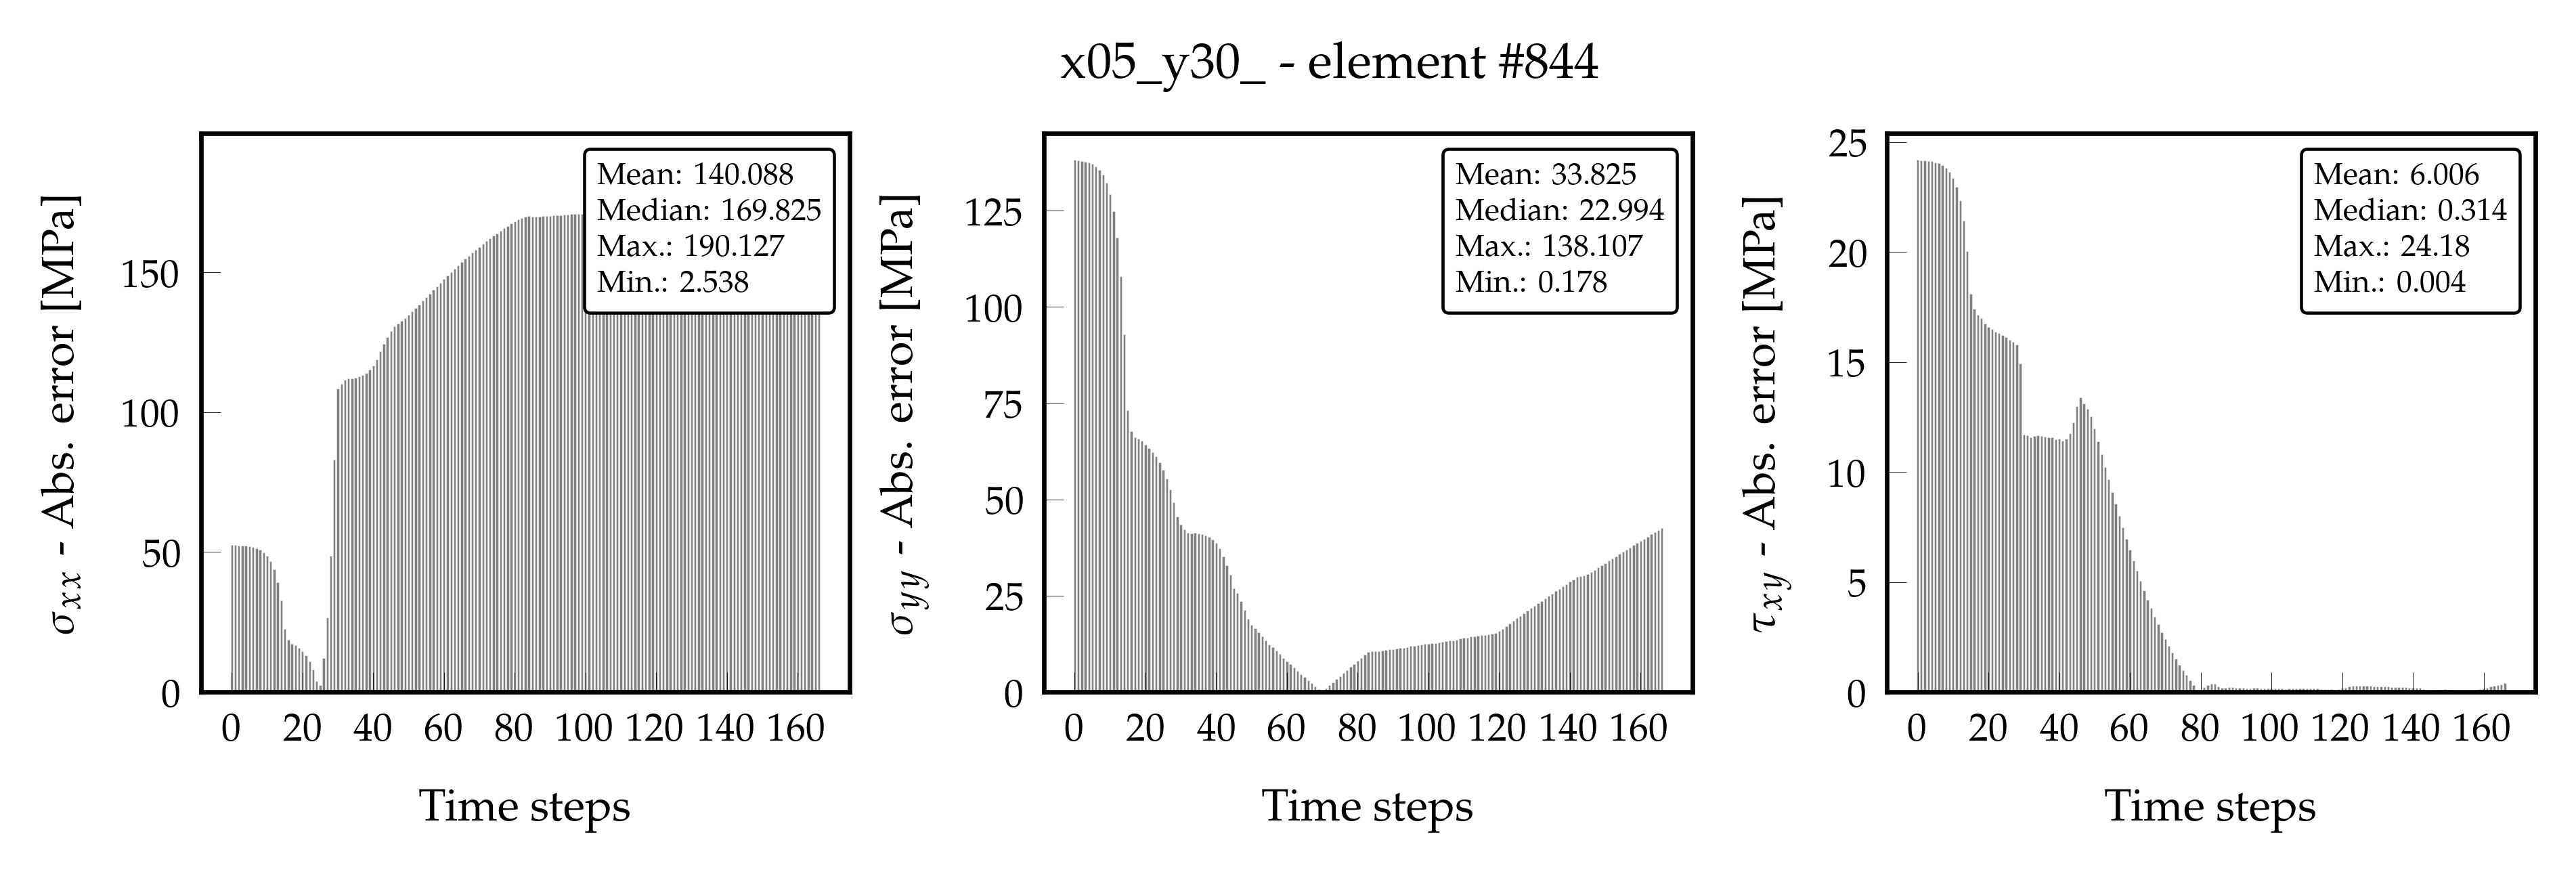 x05_y30_ - element #844
σxx - Abs. error [MPa]
150
100
50
0
Mean: 140.088
Median: 169.825
Max.: 190.127
Min.: 2.538
0 20 40 60 80 100 120 140 160
Time steps
σyy - Abs. error [MPa]
125
100
75
50
25
0
Mean: 33.825
Median: 22.994
Max.: 138.107
Min.: 0.178
0 20 40 60 80 100 120 140 160
Time steps
τxy - Abs. error [MPa]
25
20
15
10
5
0
Mean: 6.006
Median: 0.314
Max.: 24.18
Min.: 0.004
0 20 40 60 80 100 120 140 160
Time steps